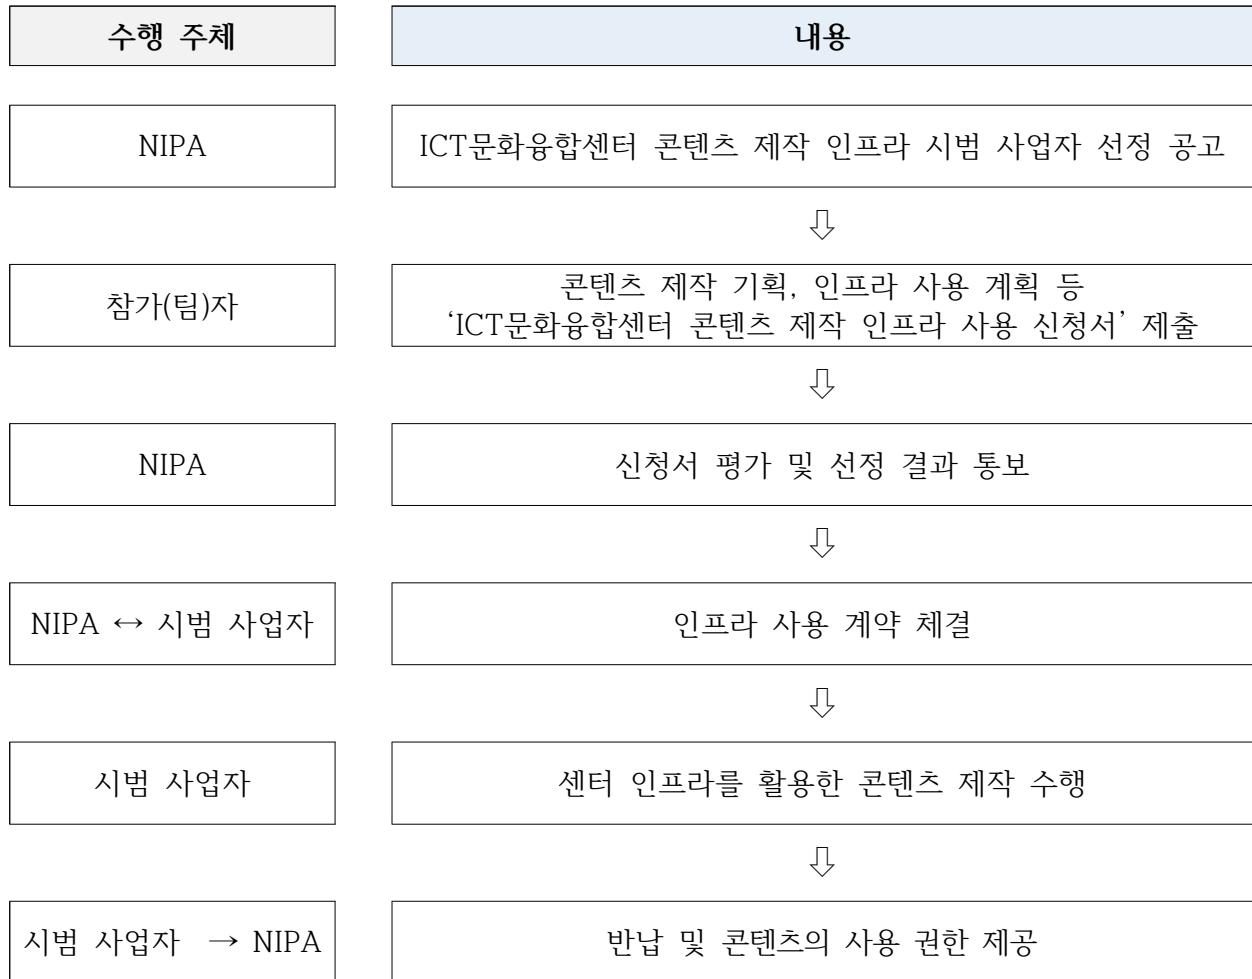 수행 주체
내용
NIPA
ICT문화융합센터 콘텐츠 제작 인프라 시범 사업자 선정 공고
⇩
참가(팀)자
콘텐츠 제작 기획, 인프라 사용 계획 등
‘ICT문화융합센터 콘텐츠 제작 인프라 사용 신청서’ 제출
⇩
NIPA
신청서 평가 및 선정 결과 통보
⇩
NIPA ↔ 시범 사업자
인프라 사용 계약 체결
⇩
시범 사업자
센터 인프라를 활용한 콘텐츠 제작 수행
⇩
시범 사업자 → NIPA
반납 및 콘텐츠의 사용 권한 제공